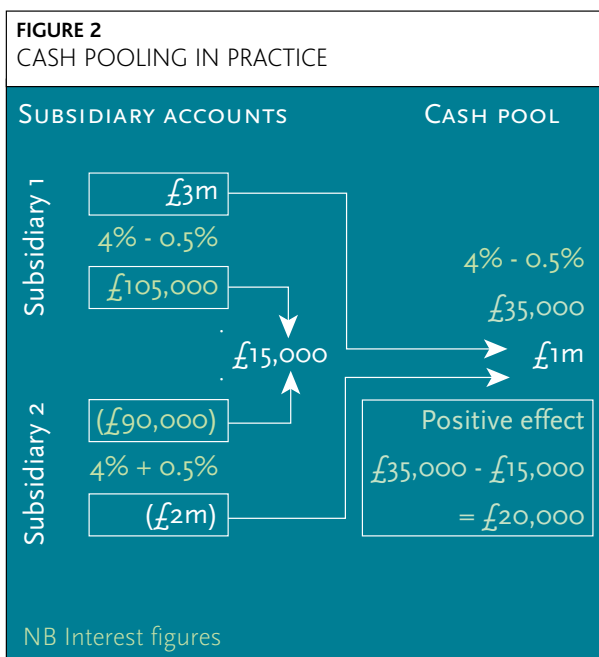 FIGURE 2
CASH POOLING IN PRACTICE
SUBSIDIARY ACCOUNTS
CASH POOL
Subsidiary 1
£3m
4% - 0.5%
£105,000
£15,000
Subsidiary 2
(£90,000)
4% + 0.5%
(£2m)
4% - 0.5%
£35,000
£1m
Positive effect
£35,000 - £15,000
= £20,000
NB Interest figures